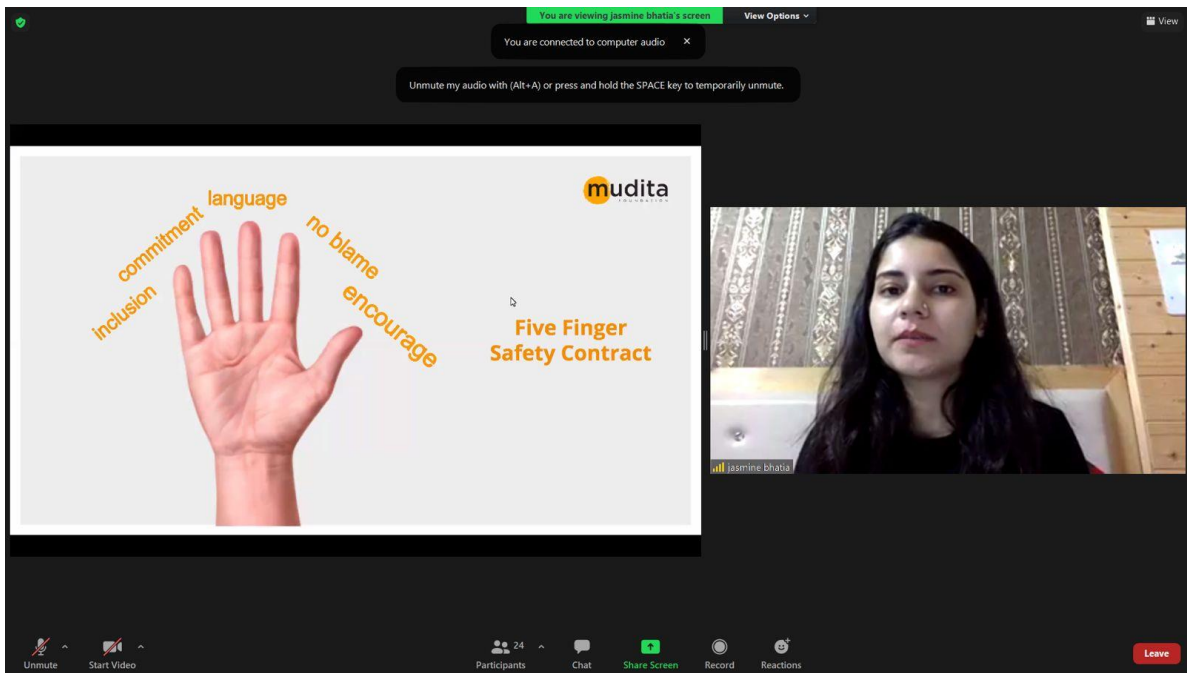 You are viewing jasmine bhatia's screen
View Options
View
You are connected to computer audio
Unmute my audio with (Alt+A) or press and hold the SPACE key to temporarily unmute.
mudita
FOUNDATION
language
commitment
no blame
inclusion
encourage
Five Finger
Safety Contract
jasmine bhatia
Unmute
Start Video
24
Participants
Chat
Share Screen
Record
Reactions
Leave